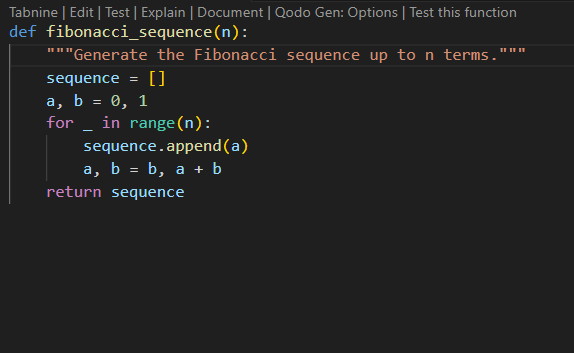 Tabnine | Edit | Test | Explain | Document | Qodo Gen: Options | Test this function
def fibonacci_sequence(n):
    """Generate the Fibonacci sequence up to n terms."""
    sequence = []
    a, b = 0, 1
    for _ in range(n):
        sequence.append(a)
        a, b = b, a + b
    return sequence